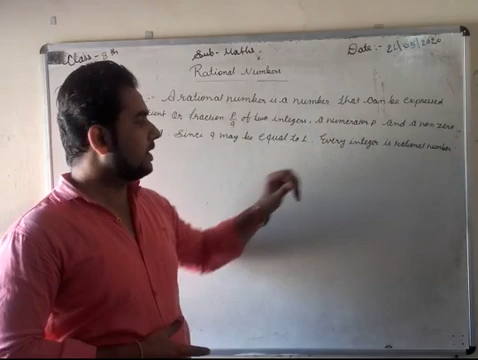 Class - 8th Sub- Maths Date :- 21/05/2020
Rational Numbers
:- A rational number is a number that can be expressed
or fraction p/q of two integers, a numerator p and a non zero
. Since q may be equal to 1. Every integer is rational number